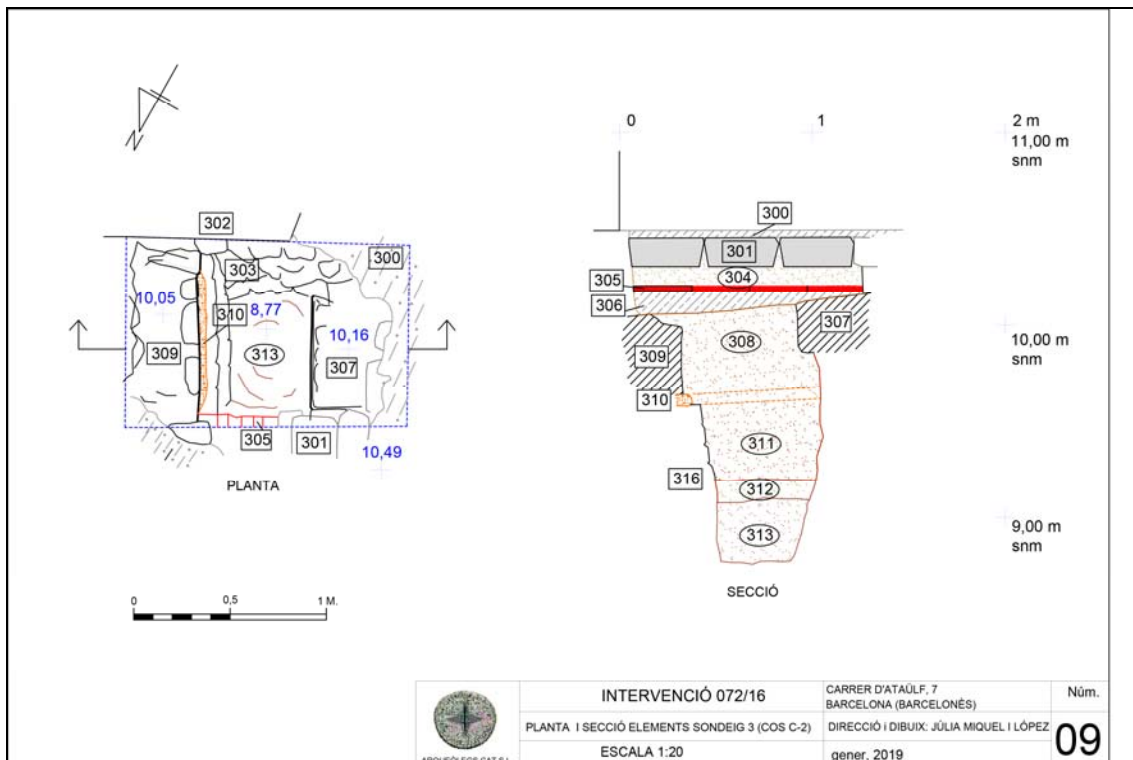 N
302
303
300
10,05
310
8,77
10,16
313
309
307
305
301
10,49
PLANTA
0 0,5 1 M.
0 1 2 m
11,00 m
snm
300
301
304
305
306
307
308
309
10,00 m
snm
310
311
316
312
313
9,00 m
snm
SECCIÓ
INTERVENCIÓ 072/16
PLANTA I SECCIÓ ELEMENTS SONDEIG 3 (COS C-2)
ESCALA 1:20
CARRER D'ATAÜLF, 7
BARCELONA (BARCELONÈS)
DIRECCIÓ i DIBUIX: JÚLIA MIQUEL I LÓPEZ
gener, 2019
Núm.
09